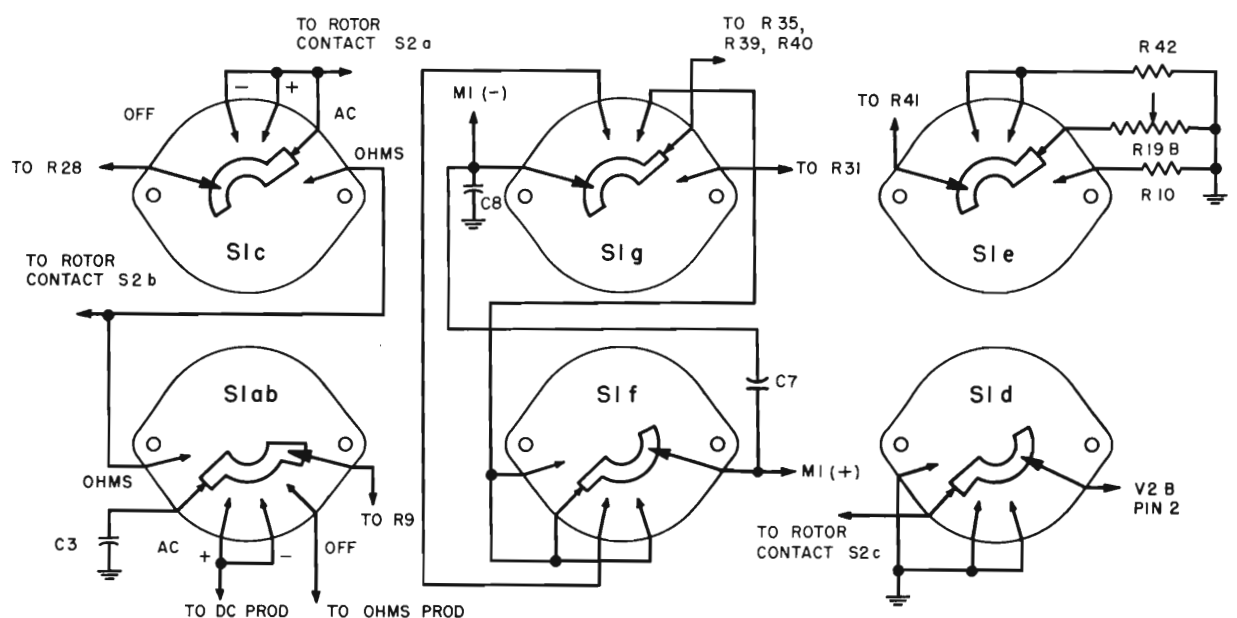 TO ROTOR
CONTACT S2a
− +
OFF
AC
OHMS
TO R28
S1c
TO ROTOR
CONTACT S2b
TO R35,
R39, R40
M1 (-)
C8
TO R31
S1g
R42
TO R41
R19B
R10
S1e
S1ab
OHMS
C3
AC
+ −
OFF
TO R9
TO DC PROD
TO OHMS PROD
S1f
C7
M1 (+)
S1d
V2B
PIN 2
TO ROTOR
CONTACT S2c